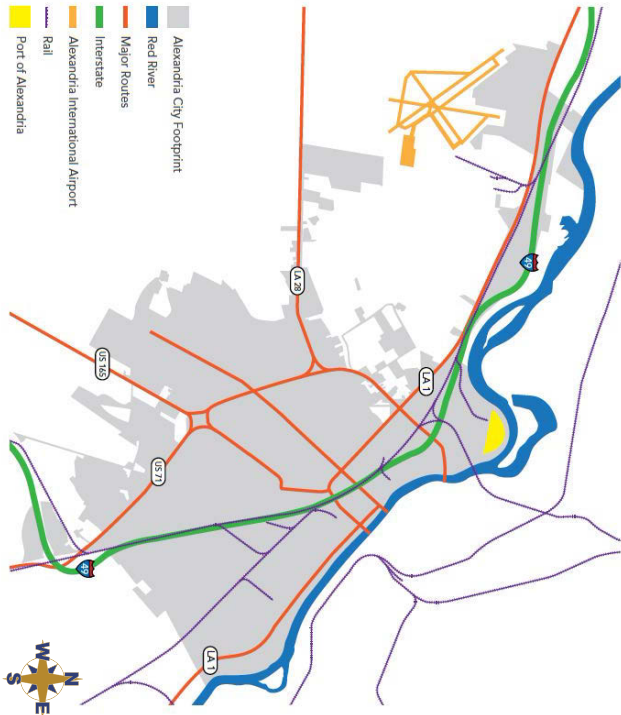 Alexandria City Footprint
Red River
Major Routes
Interstate
Alexandria International Airport
Rail
Port of Alexandria
49
LA 28
LA 1
US 165
US 71
49
LA 1
N
W
E
S